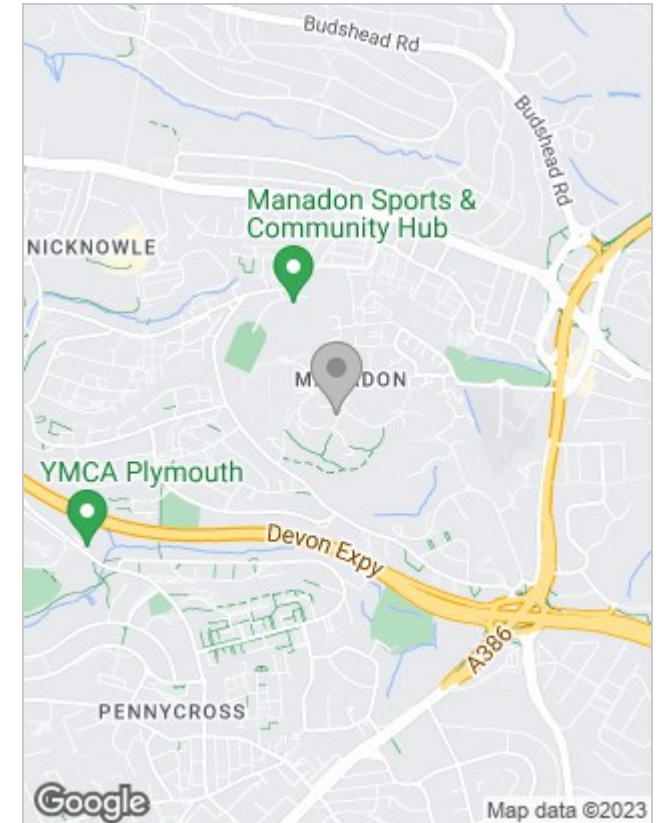 Budshead Rd
Budshead Rd
Manadon Sports &
Community Hub
NICKNOWLE
YMCA Plymouth
Devon Expy
A386
PENNYCROSS
Google
Map data ©2023